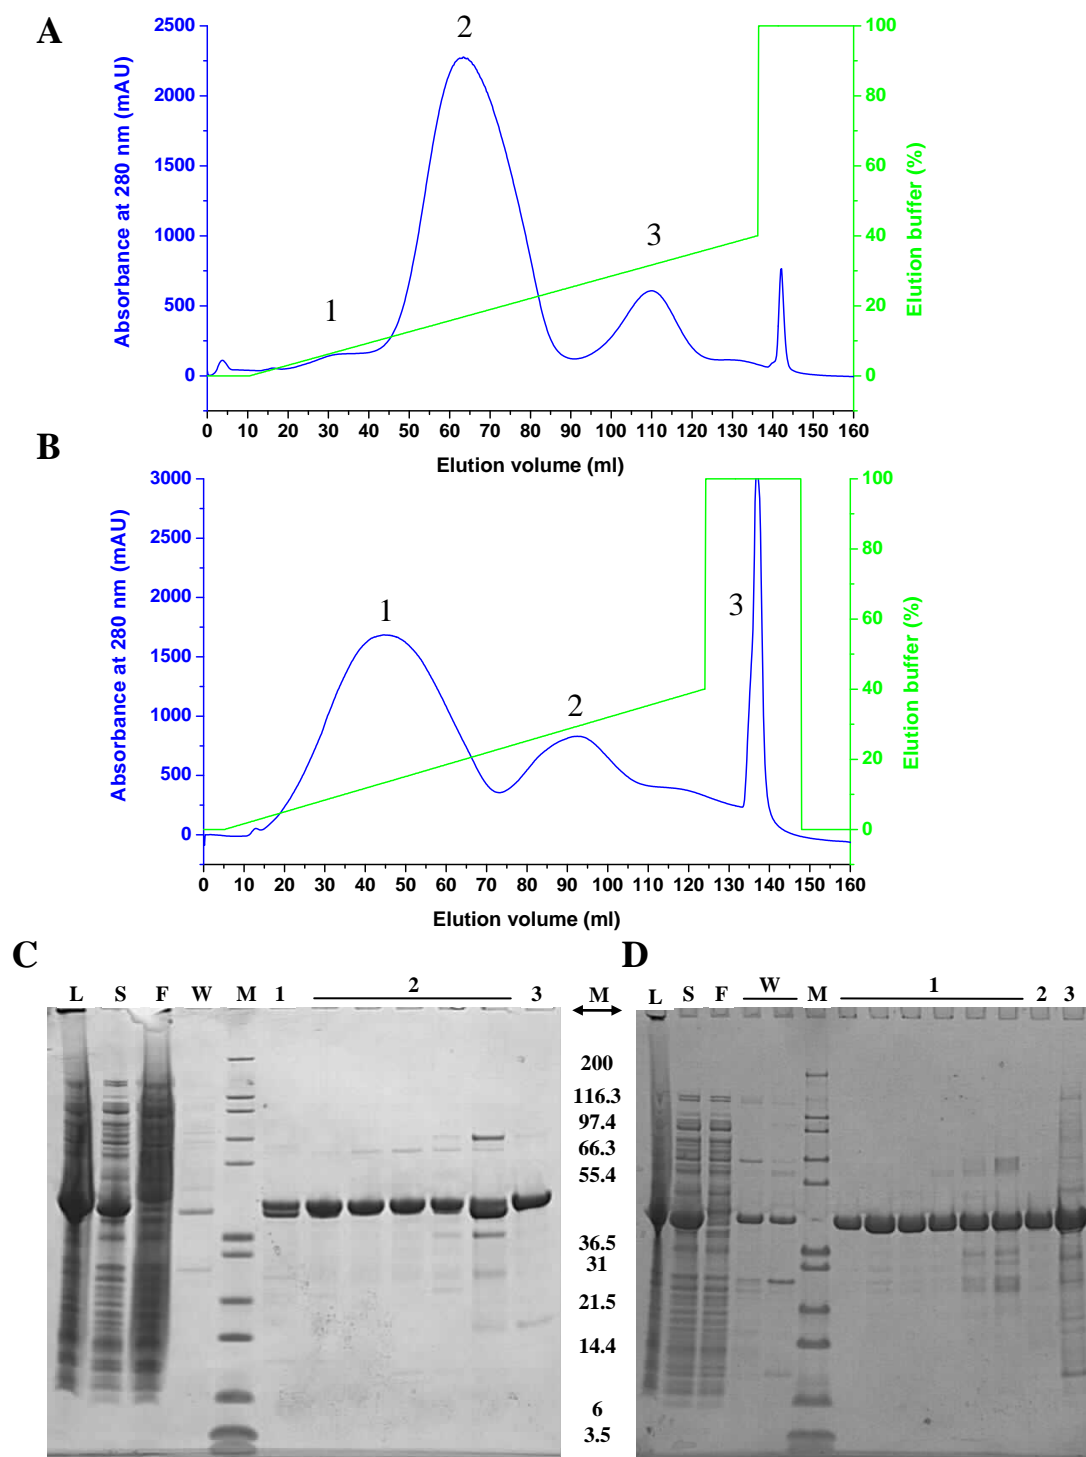 A
Absorbance at 280 nm (mAU)
2500
2000
1500
1000
500
0
1
2
3
100
80
60
40
20
0
Elution buffer (%)
0 10 20 30 40 50 60 70 80 90 100 110 120 130 140 150 160
Elution volume (ml)
B
Absorbance at 280 nm (mAU)
3000
2500
2000
1500
1000
500
0
1
2
3
100
80
60
40
20
0
Elution buffer (%)
0 10 20 30 40 50 60 70 80 90 100 110 120 130 140 150 160
Elution volume (ml)
C
L S F W M 1 2 3
M
200
116.3
97.4
66.3
55.4
36.5
31
21.5
14.4
6
3.5
D
L S F W M 1 2 3